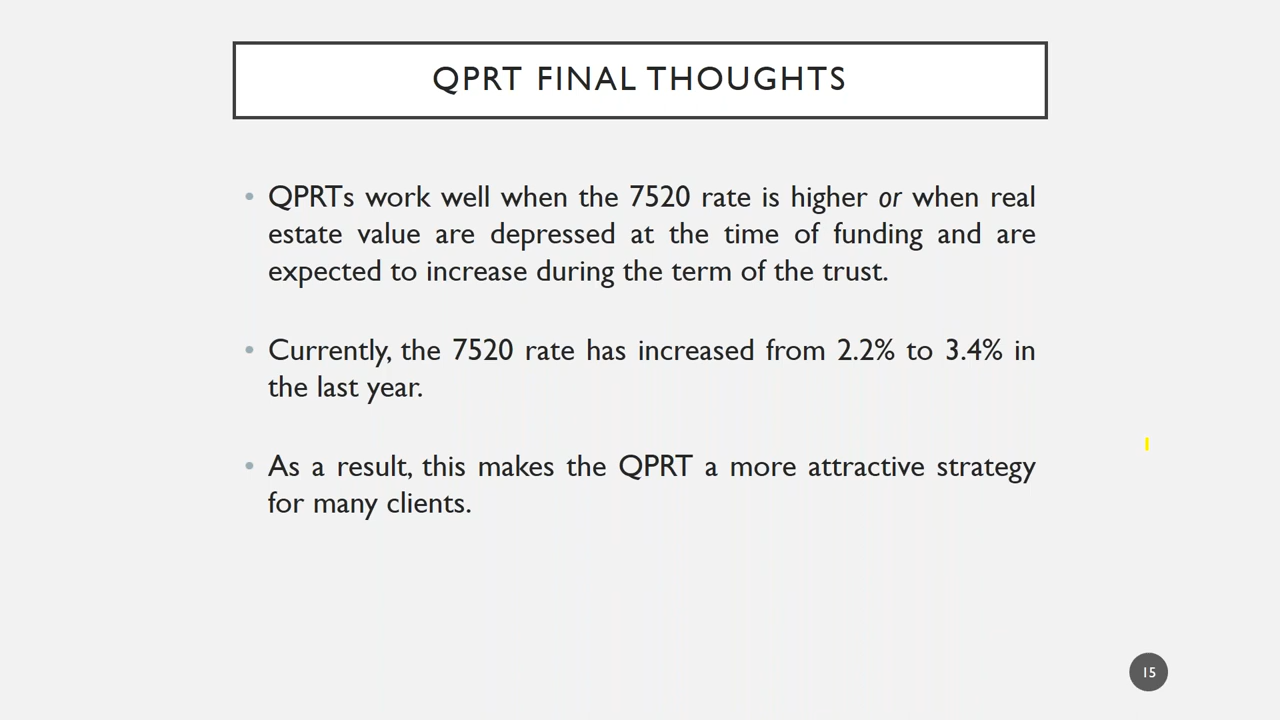 QPRT FINAL THOUGHTS
• QPRTs work well when the 7520 rate is higher or when real
estate value are depressed at the time of funding and are
expected to increase during the term of the trust.
• Currently, the 7520 rate has increased from 2.2% to 3.4% in
the last year.
• As a result, this makes the QPRT a more attractive strategy
for many clients.
15